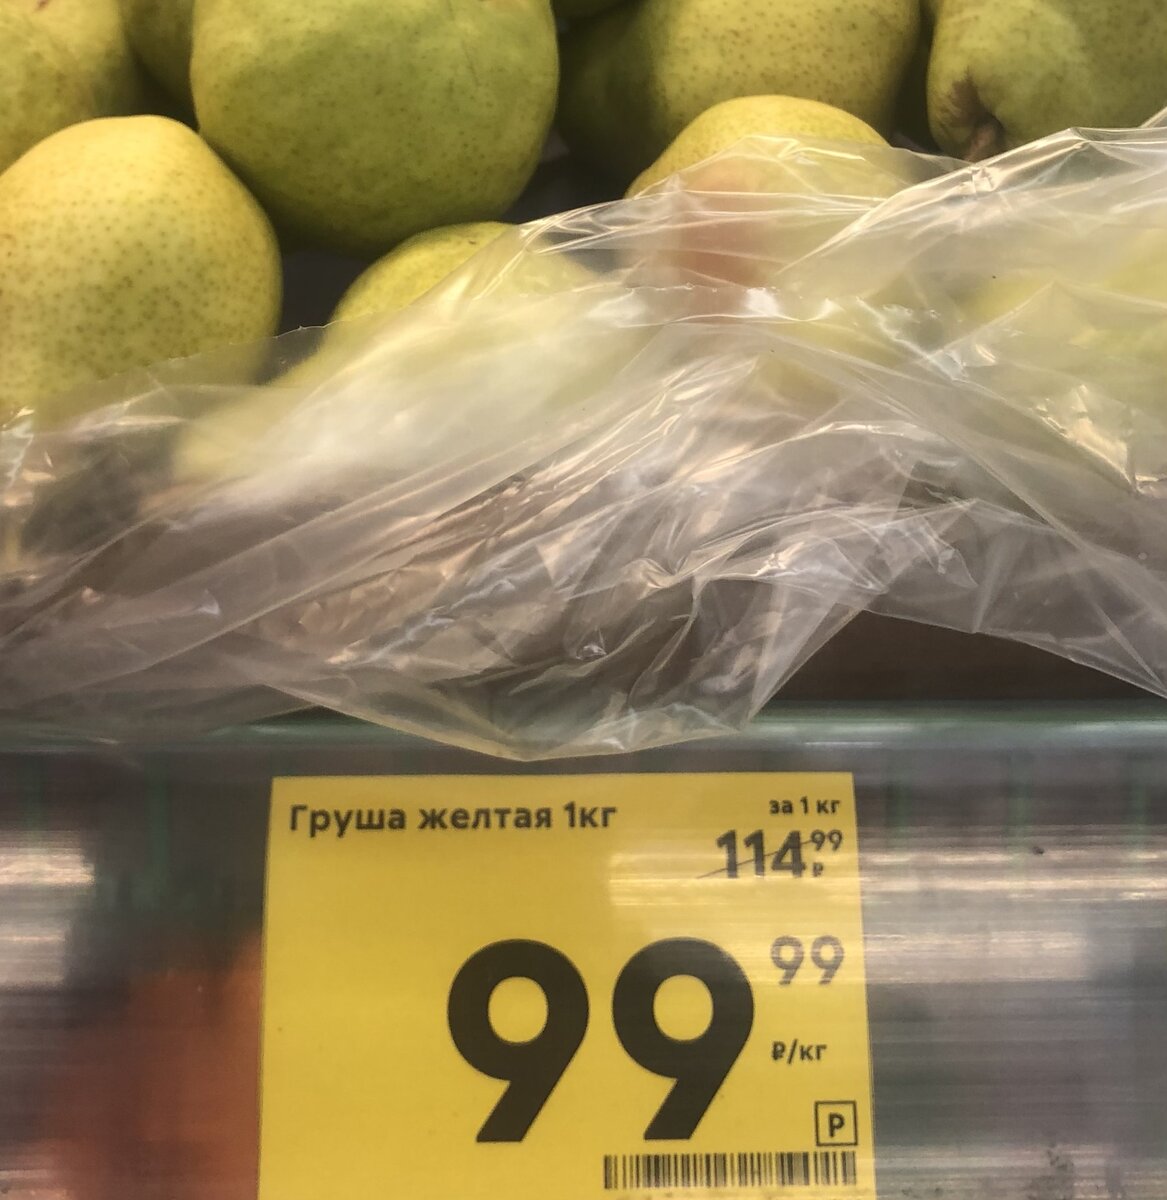 Груша желтая 1кг
за 1 кг
114 99 ₽
99 99
₽/кг
P